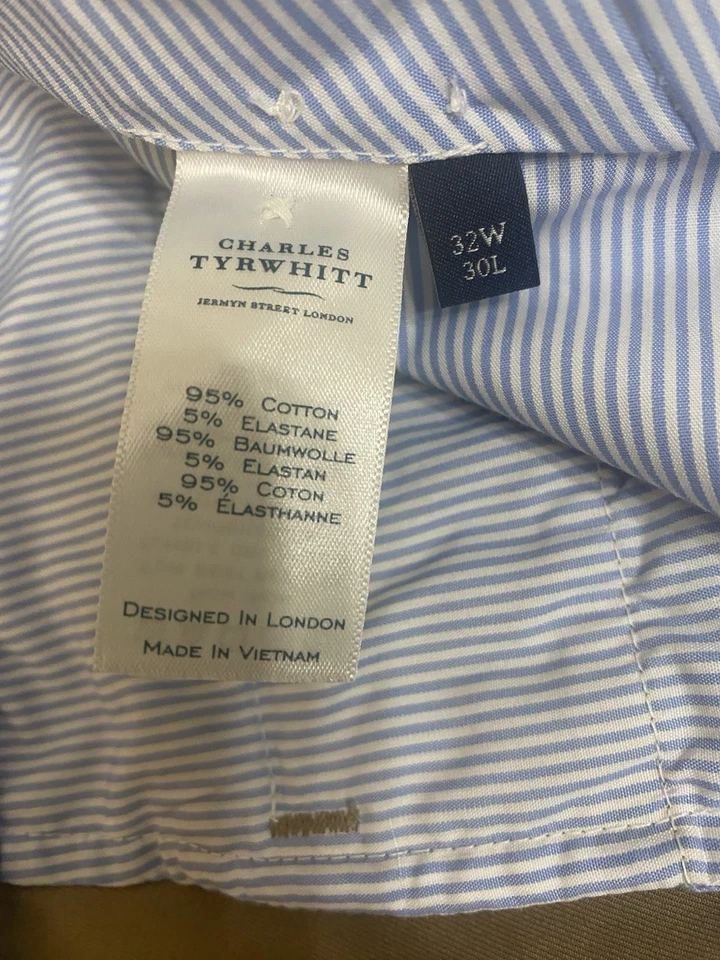 CHARLES
TYRWHITT
JERMYN STREET LONDON
95% COTTON
5% ELASTANE
95% BAUMWOLLE
5% ELASTAN
95% COTON
5% ÉLASTHANNE
DESIGNED IN LONDON
MADE IN VIETNAM
32W
30L